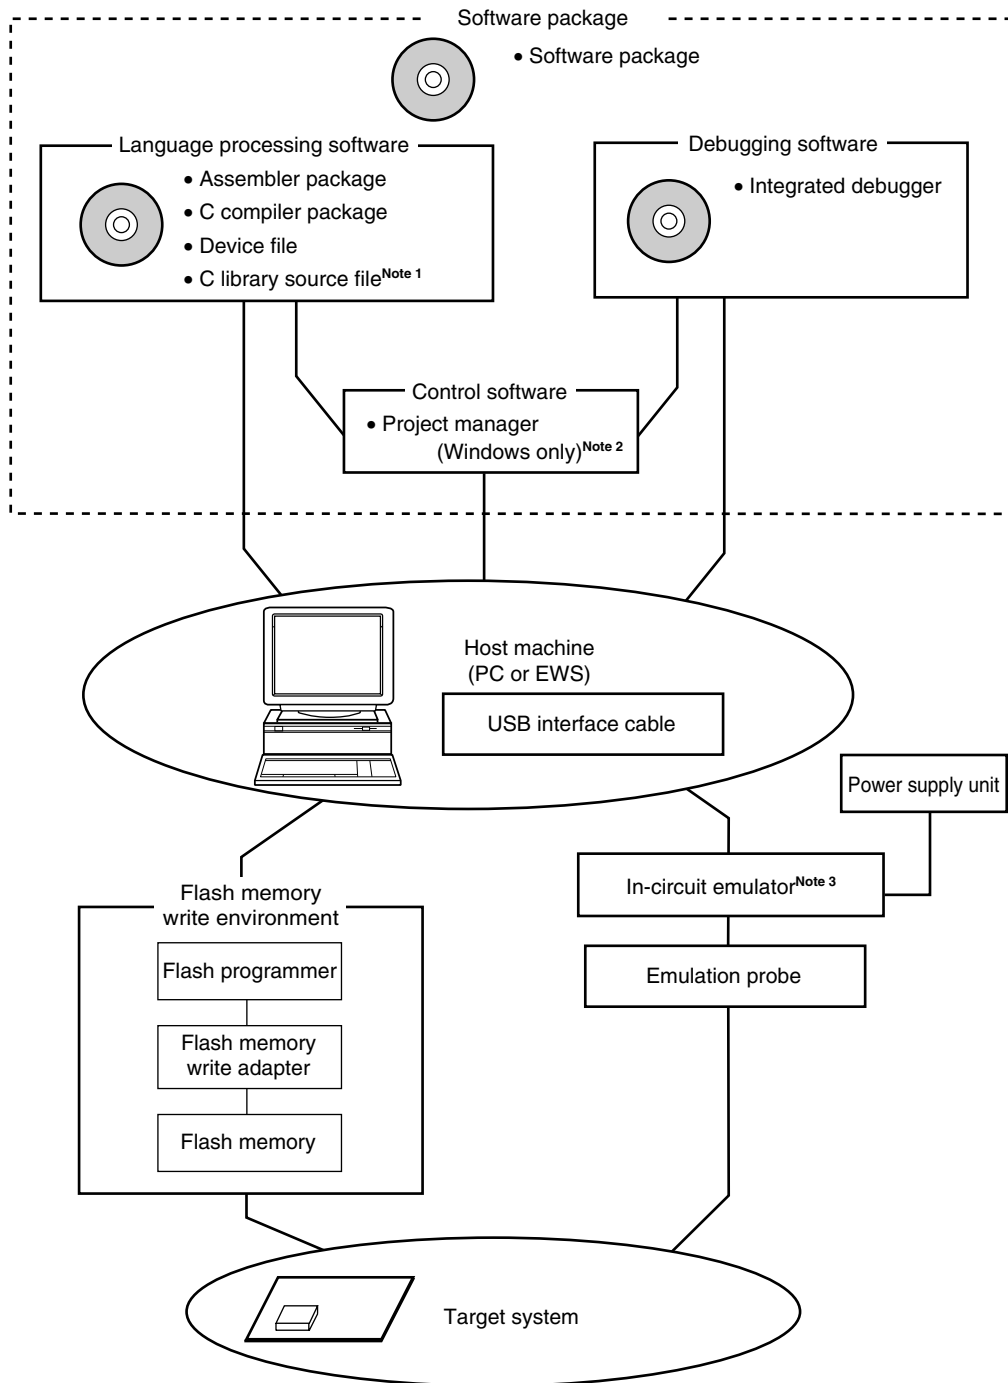 Software package
• Software package
Language processing software
• Assembler package
• C compiler package
• Device file
• C library source fileNote 1
Debugging software
• Integrated debugger
Control software
• Project manager
(Windows only)Note 2
Host machine
(PC or EWS)
USB interface cable
Power supply unit
In-circuit emulatorNote 3
Emulation probe
Flash memory
write environment
Flash programmer
Flash memory
write adapter
Flash memory
Target system